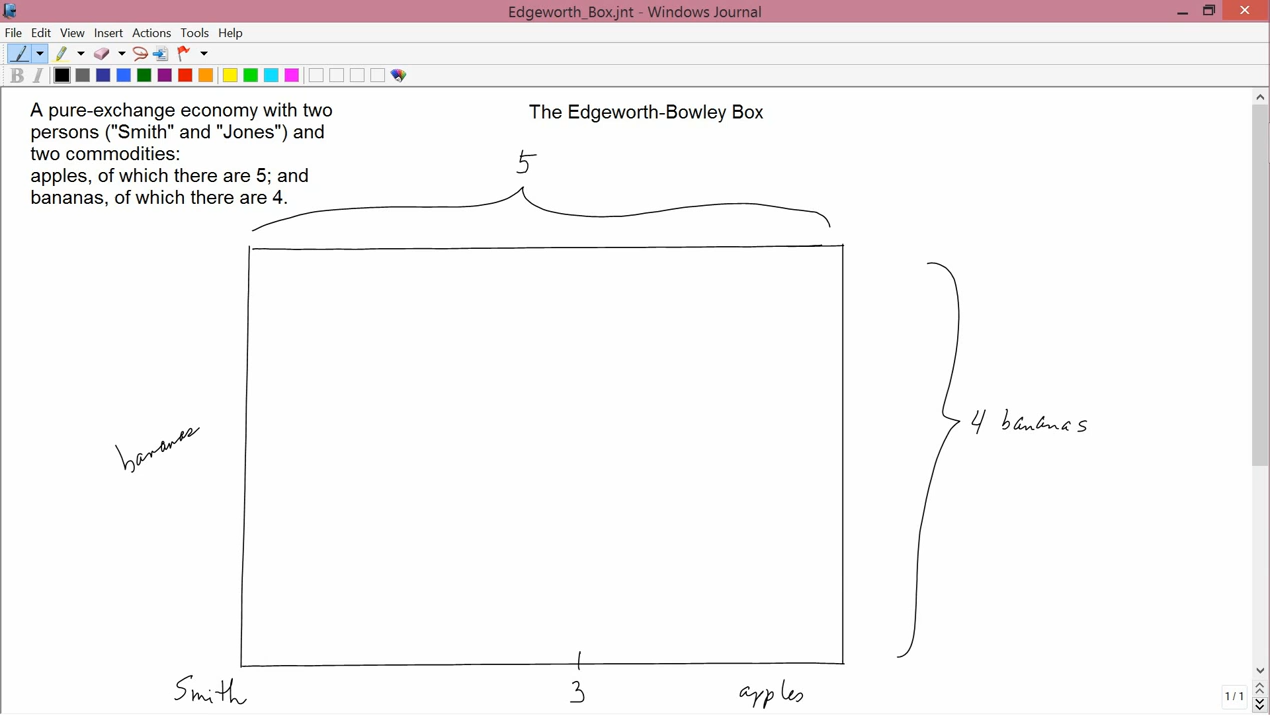 Edgeworth_Box.jnt - Windows Journal
File Edit View Insert Actions Tools Help
B I
A pure-exchange economy with two
persons ("Smith" and "Jones") and
two commodities:
apples, of which there are 5; and
bananas, of which there are 4.
The Edgeworth-Bowley Box
5
bananas
4 bananas
Smith
3
apples
1 / 1